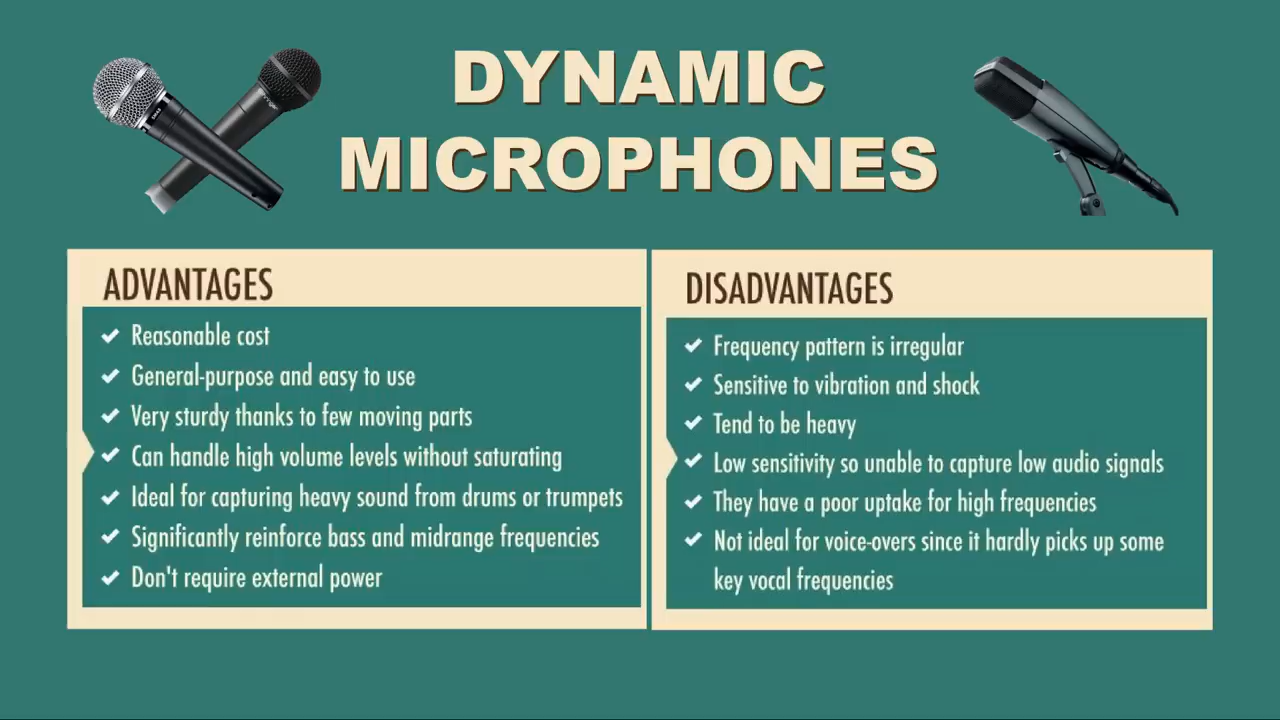 DYNAMIC
MICROPHONES
ADVANTAGES
Reasonable cost
General-purpose and easy to use
Very sturdy thanks to few moving parts
Can handle high volume levels without saturating
Ideal for capturing heavy sound from drums or trumpets
Significantly reinforce bass and midrange frequencies
Don't require external power
DISADVANTAGES
Frequency pattern is irregular
Sensitive to vibration and shock
Tend to be heavy
Low sensitivity so unable to capture low audio signals
They have a poor uptake for high frequencies
Not ideal for voice-overs since it hardly picks up some
key vocal frequencies